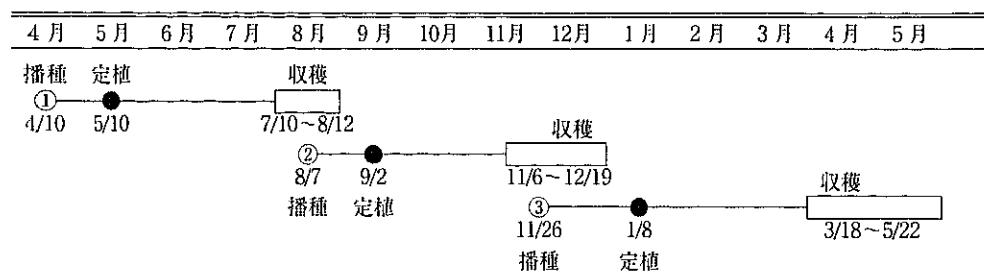 4月 5月 6月 7月 8月 9月 10月 11月 12月 1月 2月 3月 4月 5月
播種 定植 収穫
①
4/10 5/10 7/10~8/12
収穫
②
8/7 9/2 11/6~12/19
播種 定植 収穫
③
11/26 1/8 3/18~5/22
播種 定植